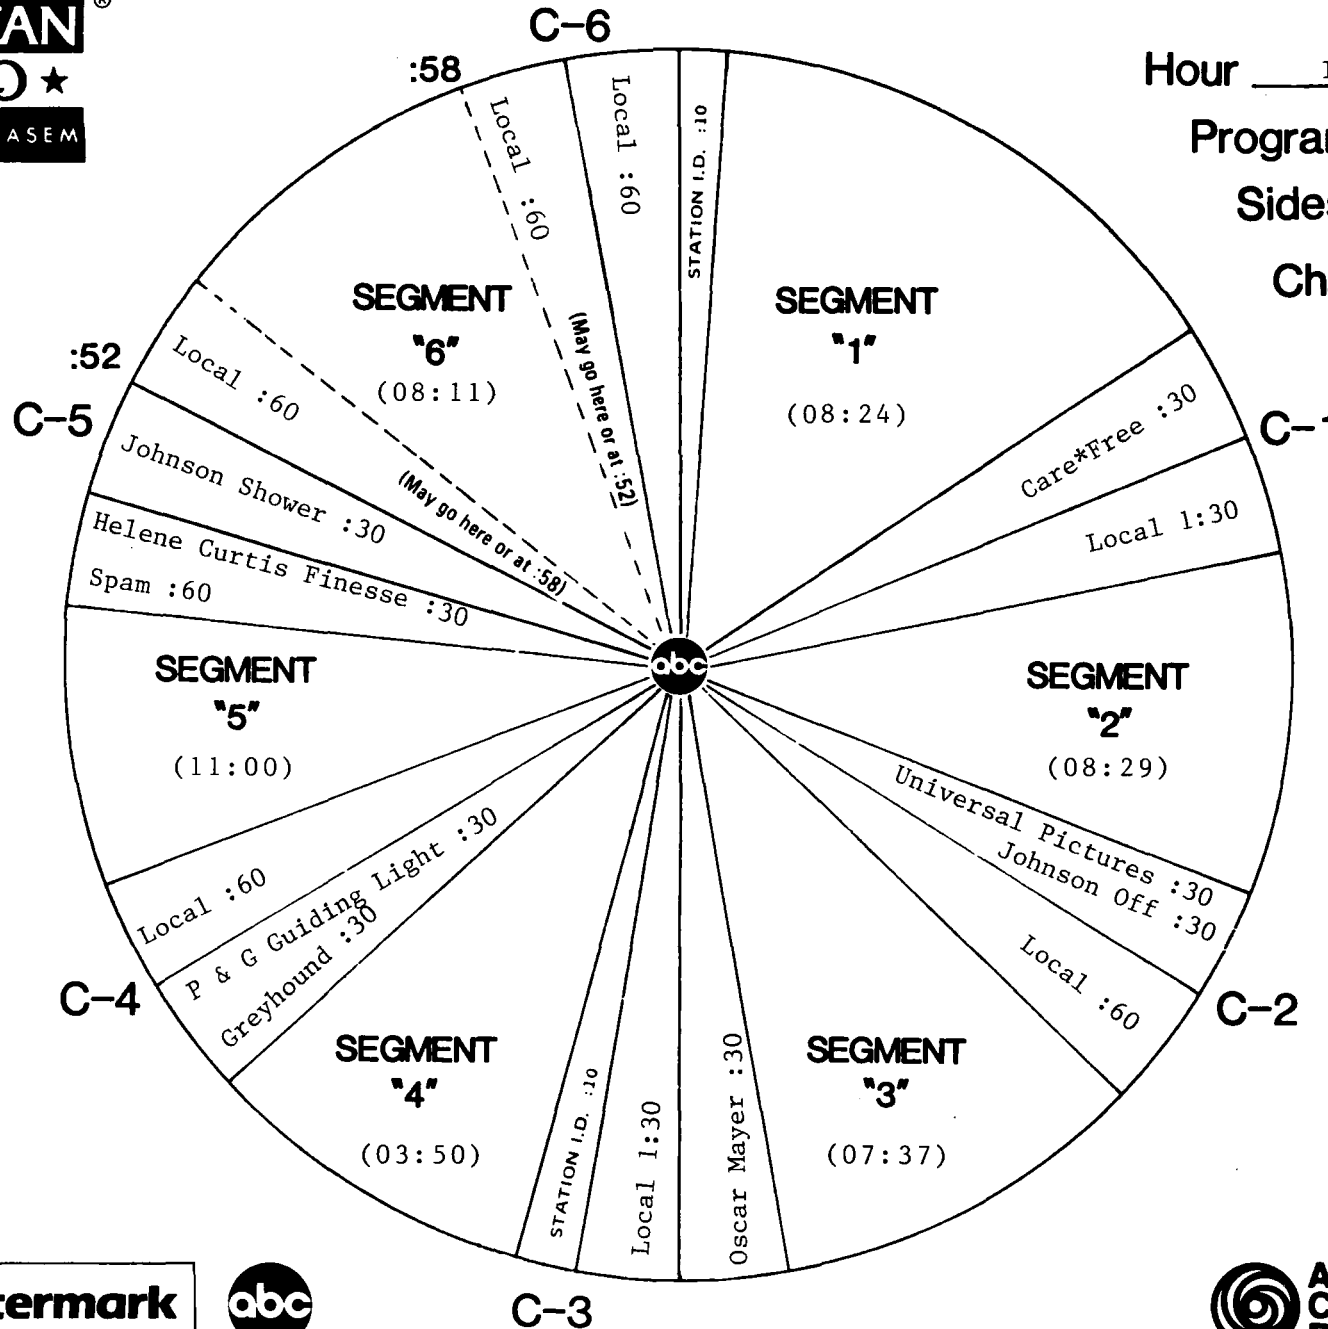 ®
C-6
:58
ASEM
Hour
Local :60
Local :60
STATION I.D. :10
SEGMENT
"1"
(08:24)
Care*Free :30
C-1
Local 1:30
SEGMENT
"2"
(08:29)
Universal Pictures :30
Johnson Off :30
C-2
Local :60
SEGMENT
"3"
(07:37)
Oscar Mayer :30
C-3
Local 1:30
STATION I.D. :10
SEGMENT
"4"
(03:50)
Greyhound :30
P & G Guiding Light :30
C-4
Local :60
SEGMENT
"5"
(11:00)
Spam :60
Helene Curtis Finesse :30
Johnson Shower :30
C-5
:52
Local :60
(May go here or at :58)
SEGMENT
"6"
(08:11)
(May go here or at :52)
abc
termark
abc